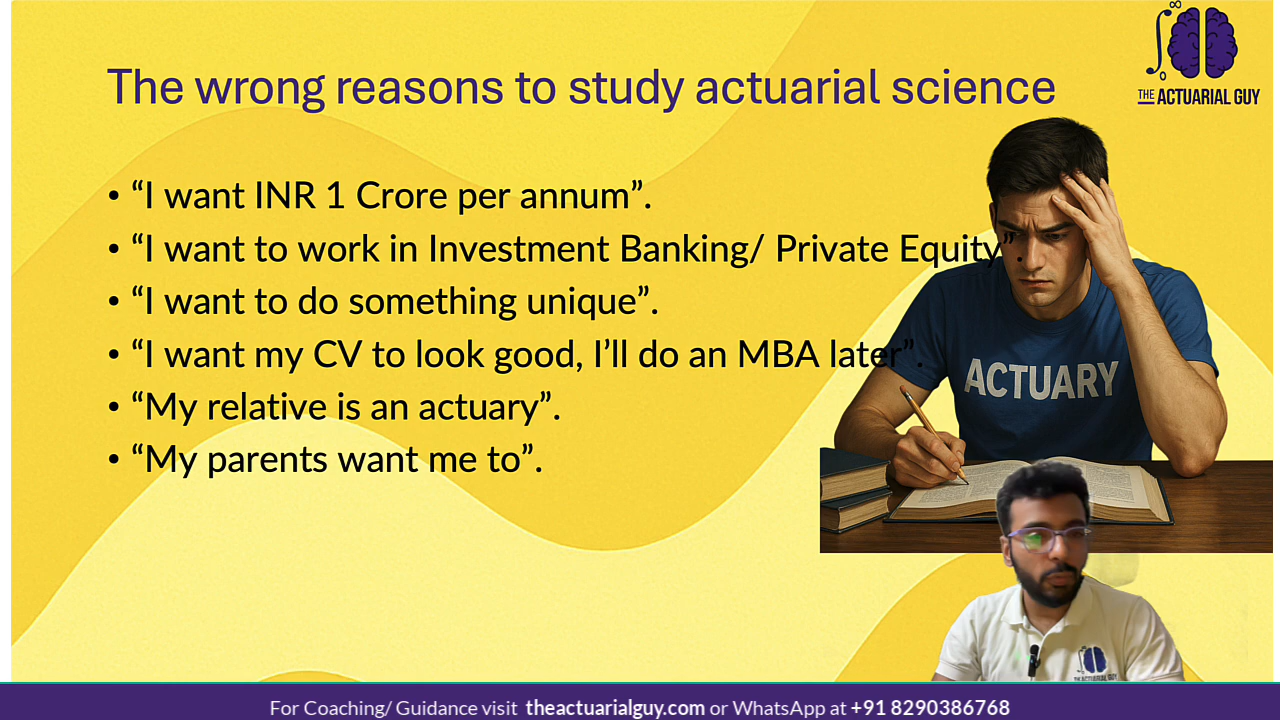 The wrong reasons to study actuarial science
THE ACTUARIAL GUY
• “I want INR 1 Crore per annum”.
• “I want to work in Investment Banking/ Private Equity”.
• “I want to do something unique”.
• “I want my CV to look good, I’ll do an MBA later”.
• “My relative is an actuary”.
• “My parents want me to”.
ACTUARY
THE ACTUARIAL GUY
For Coaching/ Guidance visit theactuarialguy.com or WhatsApp at +91 8290386768